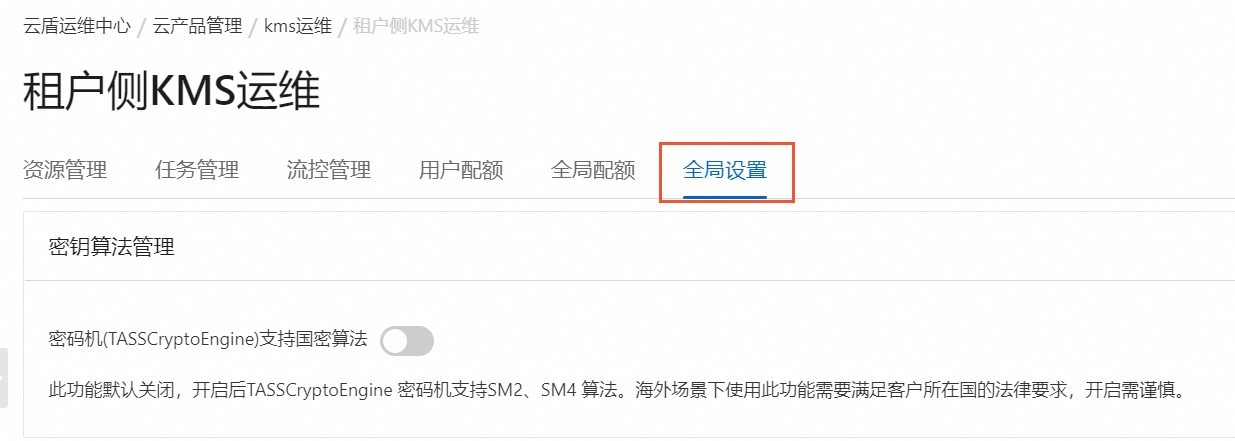 云盾运维中心 / 云产品管理 / kms运维 / 租户侧KMS运维
租户侧KMS运维
资源管理 任务管理 流控管理 用户配额 全局配额 全局设置
密钥算法管理
密码机(TASSCryptoEngine)支持国密算法
此功能默认关闭，开启后TASSCryptoEngine 密码机支持SM2、SM4 算法。海外场景下使用此功能需要满足客户所在国的法律要求，开启需谨慎。